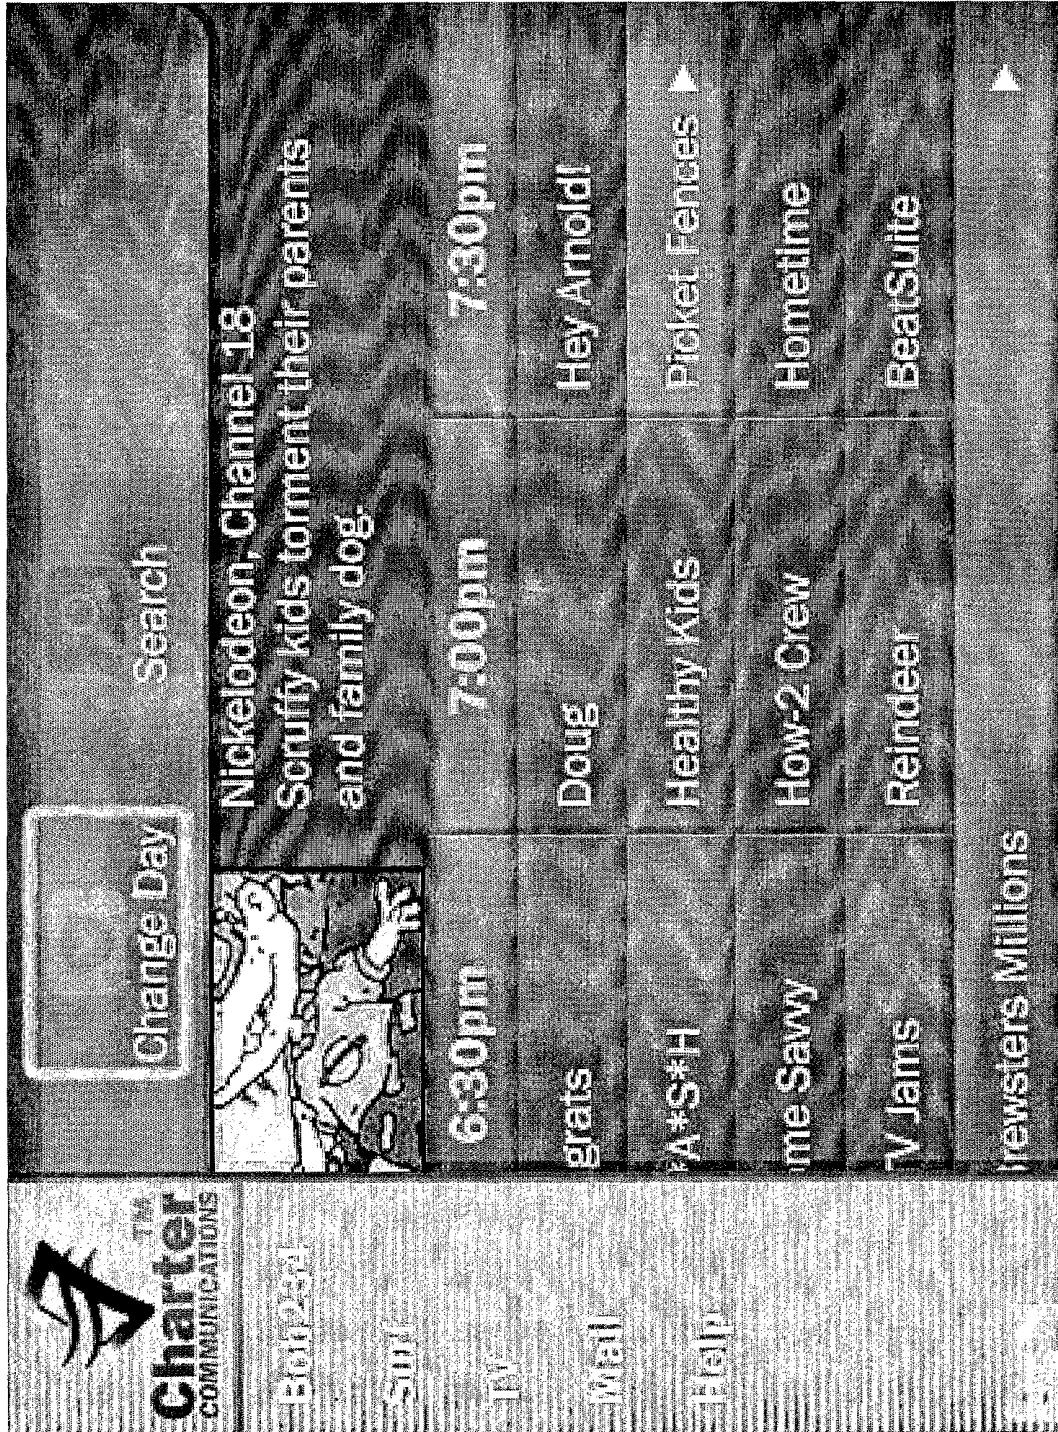 Charter™
COMMUNICATIONS
Surf
TV
Mail
Help
Change Day
Search
Nickelodeon, Channel 18
Scruffy kids torment their parents
and family dog.
6:30pm 7:00pm 7:30pm
grats Doug Hey Arnold!
*A*S*H Healthy Kids Picket Fences
me Savvy How-2 Crew Hometime
TV Jams Reindeer BeatSuite
rewsters Millions